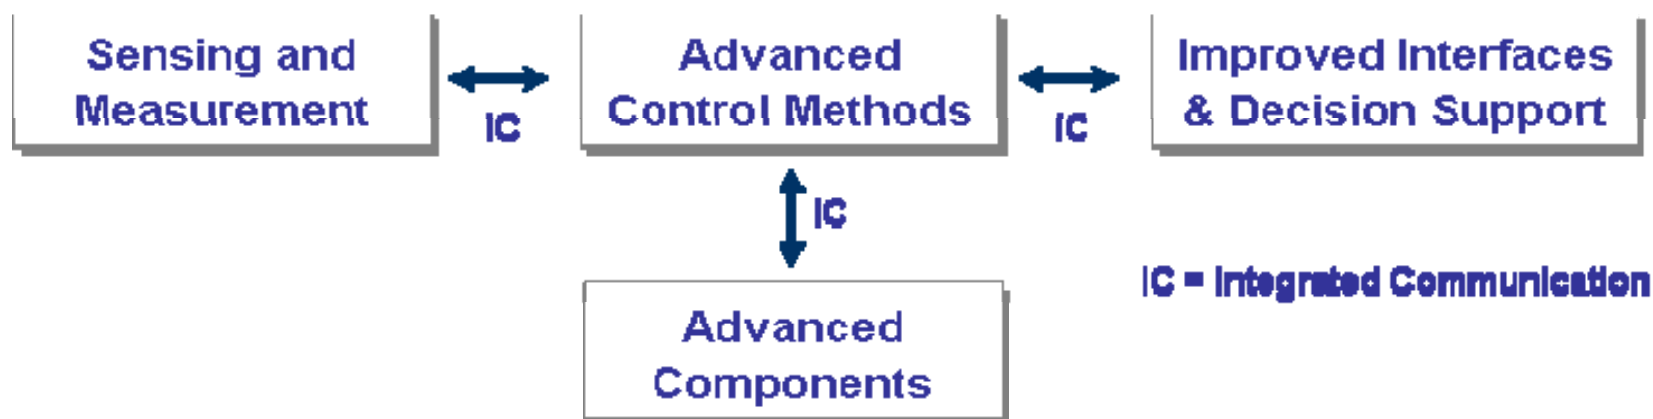 Sensing and
Measurement
IC
Advanced
Control Methods
IC
Improved Interfaces
& Decision Support
IC
IC = Integrated Communication
Advanced
Components